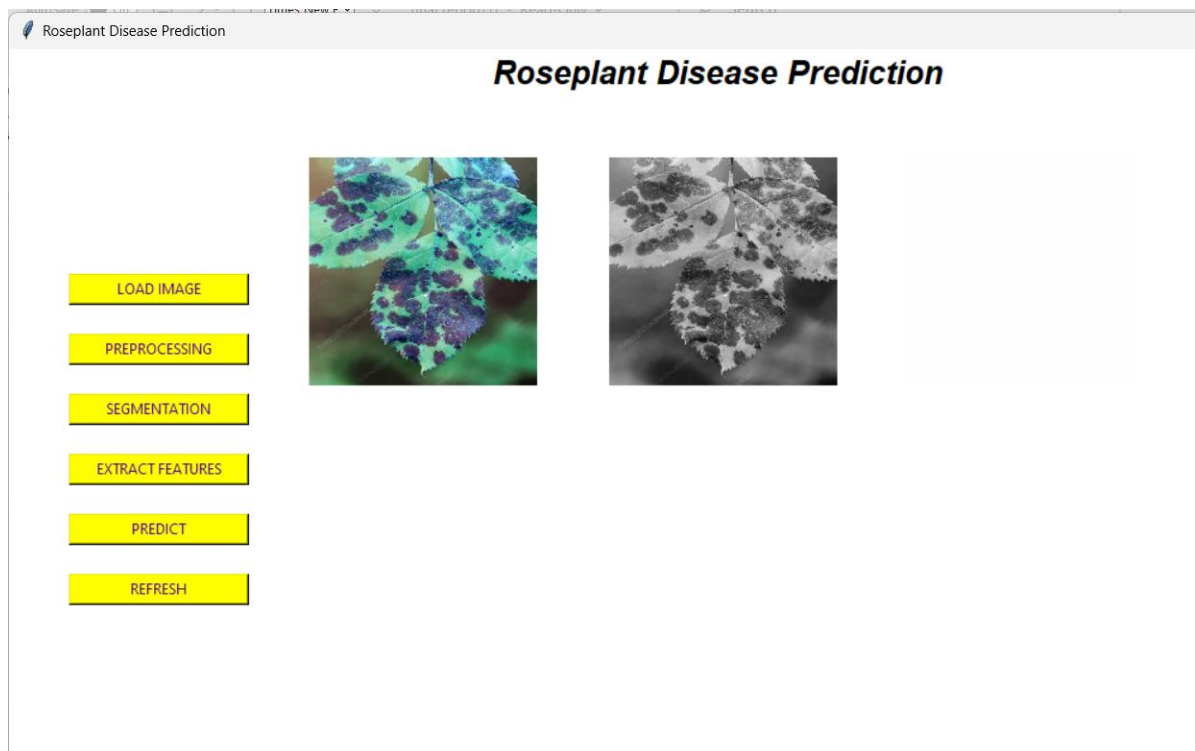 Roseplant Disease Prediction
Roseplant Disease Prediction
LOAD IMAGE
PREPROCESSING
SEGMENTATION
EXTRACT FEATURES
PREDICT
REFRESH